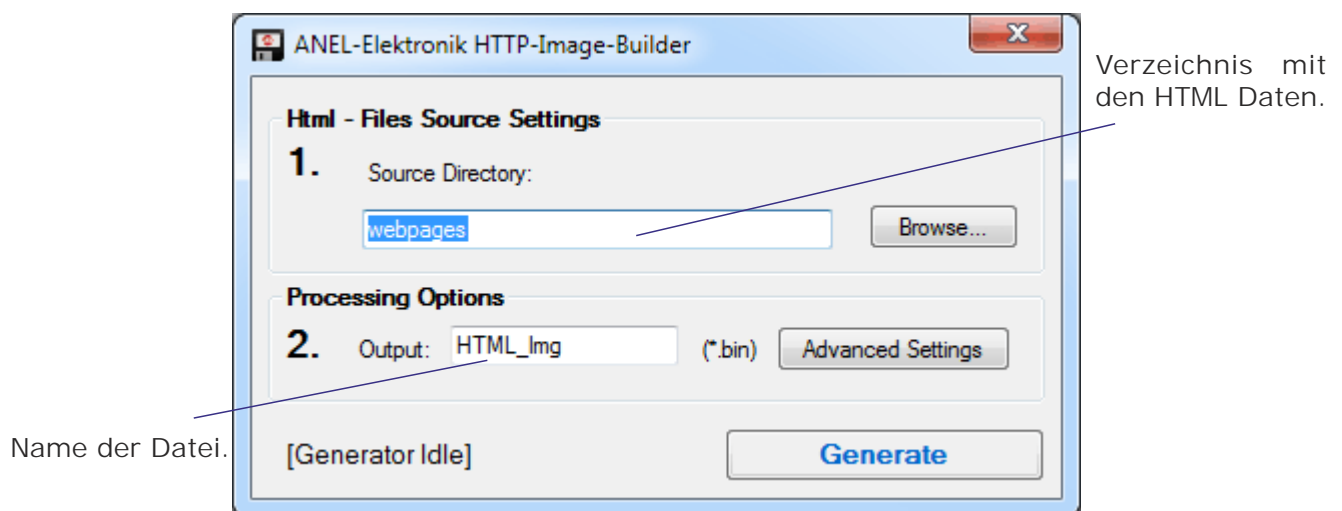 ANEL-Elektronik HTTP-Image-Builder
Verzeichnis mit
den HTML Daten.
Html - Files Source Settings
1.
Source Directory:
webpages
Browse...
Processing Options
2. Output: HTML_Img (*.bin) Advanced Settings
Name der Datei.
[Generator Idle] Generate